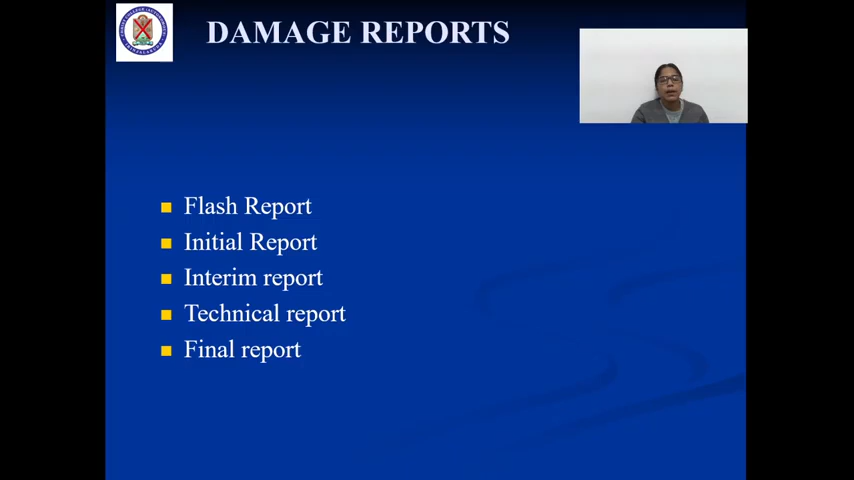 DAMAGE REPORTS
Flash Report
Initial Report
Interim report
Technical report
Final report